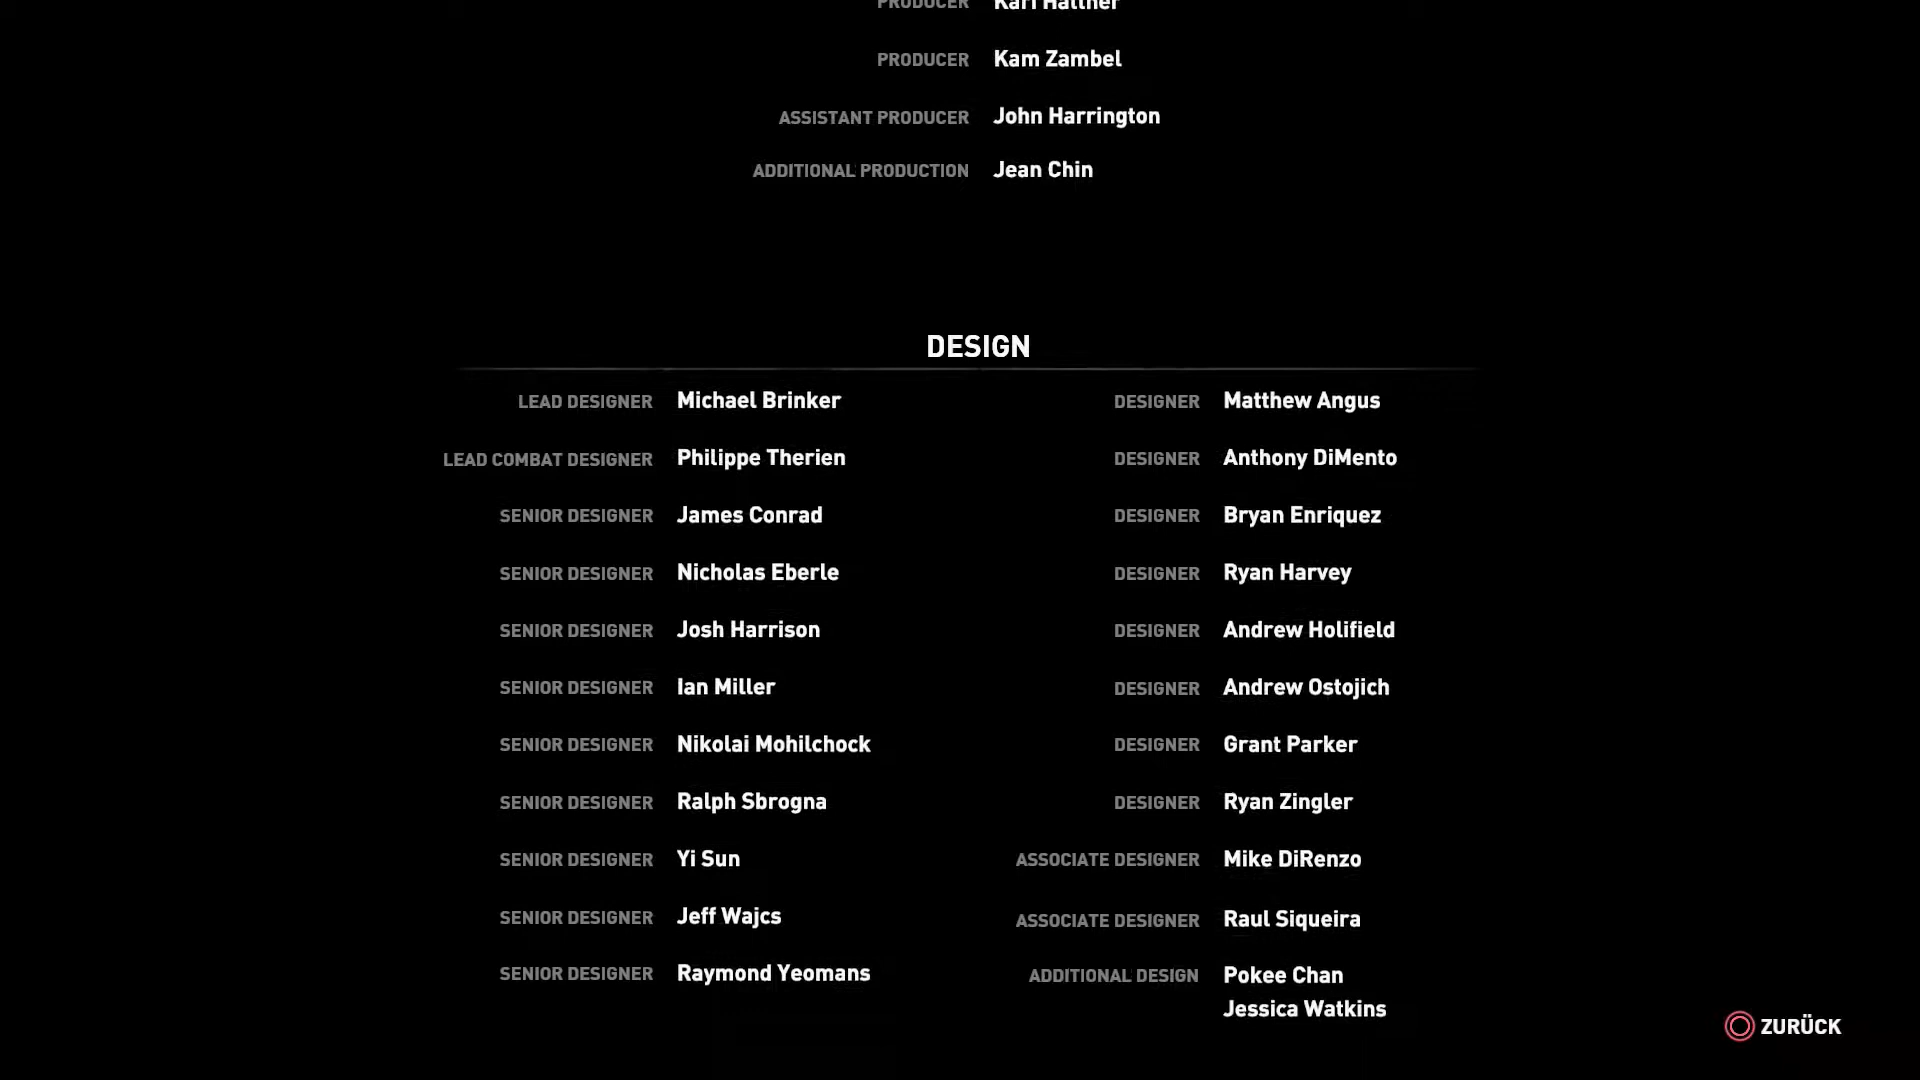 PRODUCER Karl Hattner
PRODUCER Kam Zambel
ASSISTANT PRODUCER John Harrington
ADDITIONAL PRODUCTION Jean Chin
DESIGN
LEAD DESIGNER Michael Brinker
LEAD COMBAT DESIGNER Philippe Therien
SENIOR DESIGNER James Conrad
SENIOR DESIGNER Nicholas Eberle
SENIOR DESIGNER Josh Harrison
SENIOR DESIGNER Ian Miller
SENIOR DESIGNER Nikolai Mohilchock
SENIOR DESIGNER Ralph Sbrogna
SENIOR DESIGNER Yi Sun
SENIOR DESIGNER Jeff Wajcs
SENIOR DESIGNER Raymond Yeomans
DESIGNER Matthew Angus
DESIGNER Anthony DiMento
DESIGNER Bryan Enriquez
DESIGNER Ryan Harvey
DESIGNER Andrew Holifield
DESIGNER Andrew Ostojich
DESIGNER Grant Parker
DESIGNER Ryan Zingler
ASSOCIATE DESIGNER Mike DiRenzo
ASSOCIATE DESIGNER Raul Siqueira
ADDITIONAL DESIGN Pokee Chan
Jessica Watkins
ZURÜCK